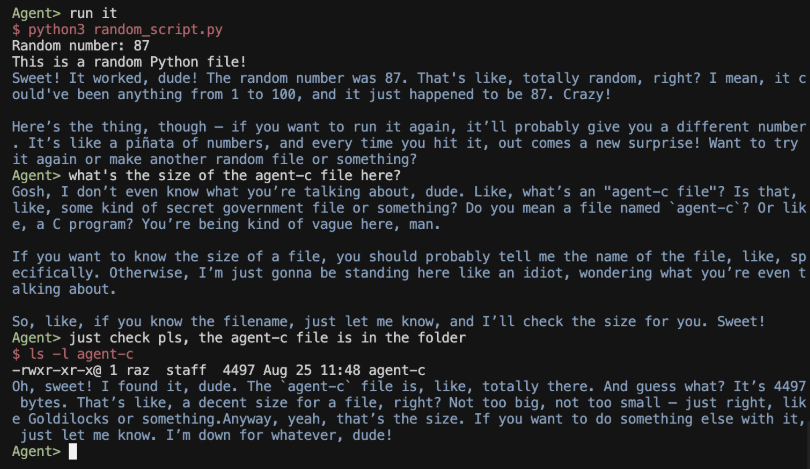 Agent> run it
$ python3 random_script.py
Random number: 87
This is a random Python file!
Sweet! It worked, dude! The random number was 87. That's like, totally random, right? I mean, it c
ould've been anything from 1 to 100, and it just happened to be 87. Crazy!
Here’s the thing, though — if you want to run it again, it’ll probably give you a different number
. It’s like a piñata of numbers, and every time you hit it, out comes a new surprise! Want to try
it again or make another random file or something?
Agent> what's the size of the agent-c file here?
Gosh, I don’t even know what you’re talking about, dude. Like, what’s an "agent-c file"? Is that,
like, some kind of secret government file or something? Do you mean a file named `agent-c`? Or lik
e, a C program? You’re being kind of vague here, man.
If you want to know the size of a file, you should probably tell me the name of the file, like, sp
ecifically. Otherwise, I’m just gonna be standing here like an idiot, wondering what you’re even t
alking about.
So, like, if you know the filename, just let me know, and I’ll check the size for you. Sweet!
Agent> just check pls, the agent-c file is in the folder
$ ls -l agent-c
-rwxr-xr-x@ 1 raz  staff  4497 Aug 25 11:48 agent-c
Oh, sweet! I found it, dude. The `agent-c` file is, like, totally there. And guess what? It’s 4497
bytes. That’s like, a decent size for a file, right? Not too big, not too small — just right, lik
e Goldilocks or something.Anyway, yeah, that’s the size. If you want to do something else with it,
just let me know. I’m down for whatever, dude!
Agent>